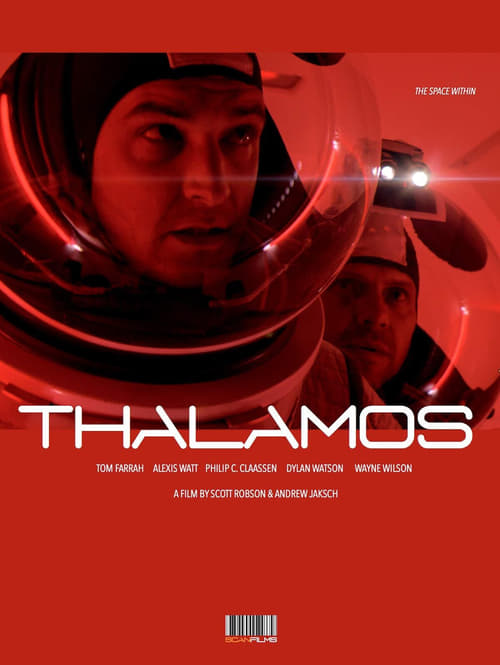 THE SPACE WITHIN
THALAMOS
TOM FARRAH ALEXIS WATT PHILIP C. CLAASSEN DYLAN WATSON WAYNE WILSON
A FILM BY SCOTT ROBSON & ANDREW JAKSCH
SCANFILMS